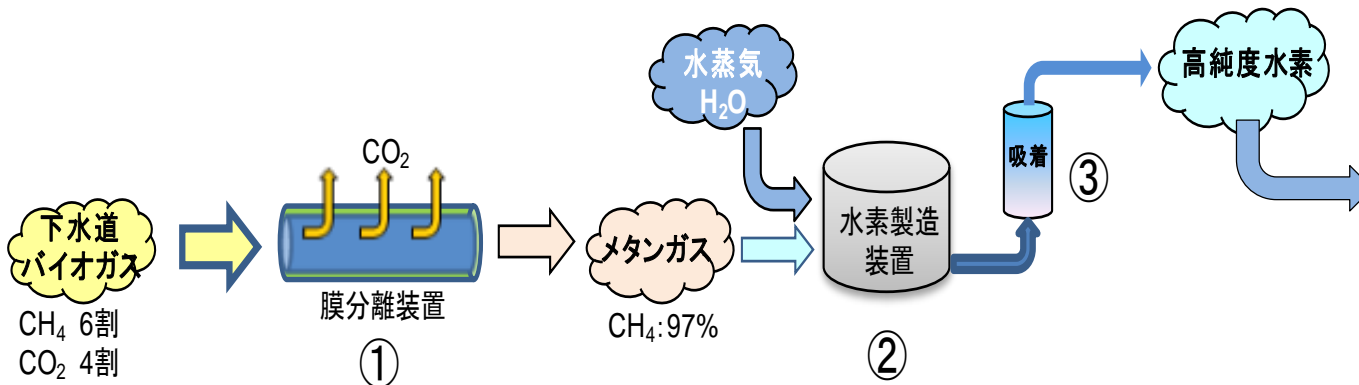 下水道
バイオガス
CH₄ 6割
CO₂ 4割
CO₂
膜分離装置
①
メタンガス
CH₄:97%
水蒸気
H₂O
水素製造
装置
②
吸着
③
高純度水素